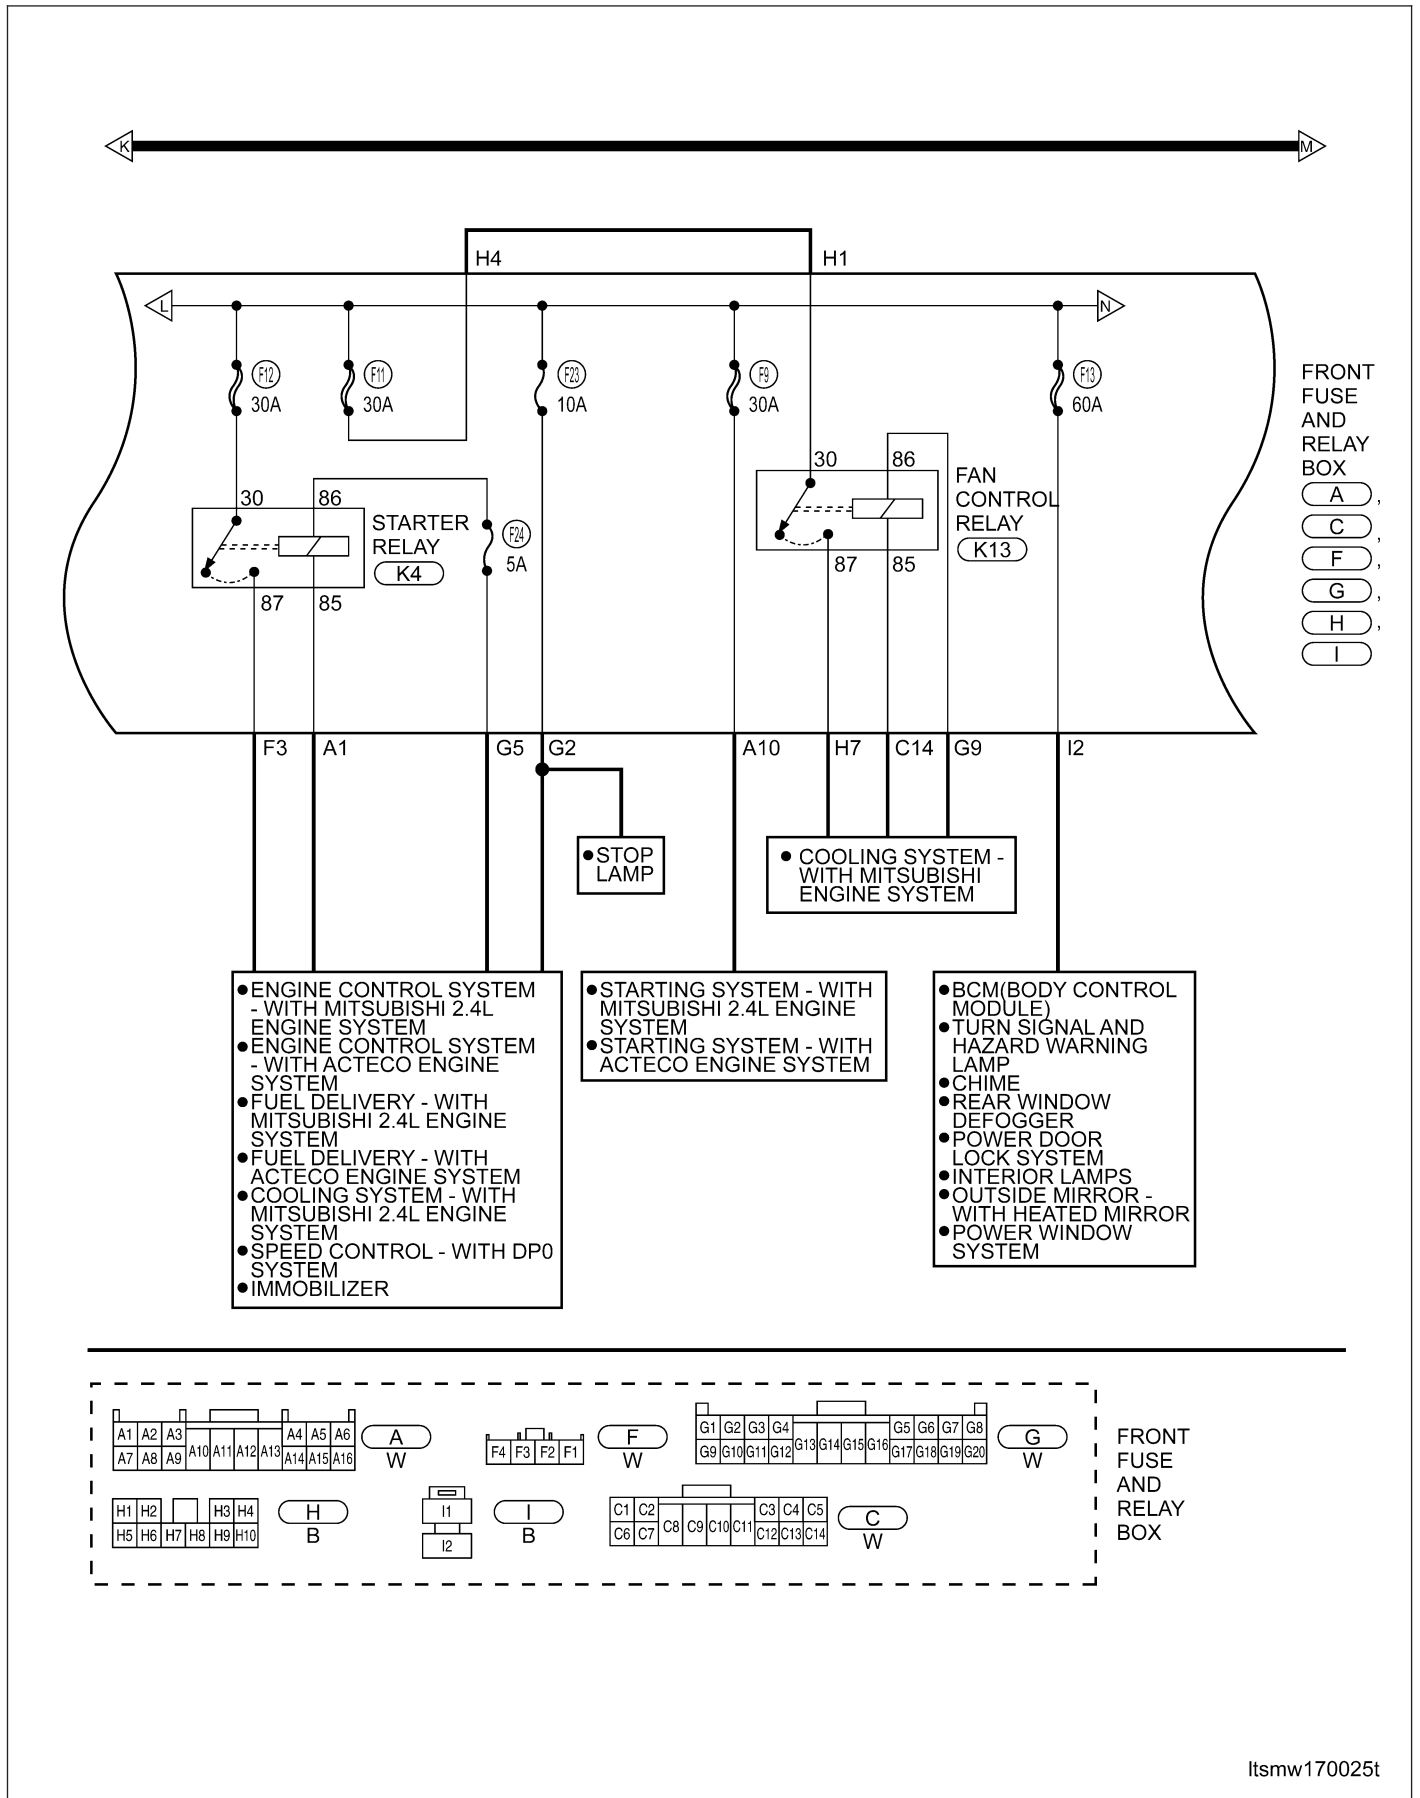 K
M
H4
H1
L
N
F12
30A
F11
30A
F23
10A
F9
30A
F13
60A
FRONT
FUSE
AND
RELAY
BOX
A ,
C ,
F ,
G ,
H ,
I
30
86
STARTER
RELAY
K4
87
85
F24
5A
30
86
FAN
CONTROL
RELAY
K13
87
85
F3
A1
G5
G2
A10
H7
C14
G9
I2
●STOP
LAMP
● COOLING SYSTEM -
WITH MITSUBISHI
ENGINE SYSTEM
●ENGINE CONTROL SYSTEM
- WITH MITSUBISHI 2.4L
ENGINE SYSTEM
●ENGINE CONTROL SYSTEM
- WITH ACTECO ENGINE
SYSTEM
●FUEL DELIVERY - WITH
MITSUBISHI 2.4L ENGINE
SYSTEM
●FUEL DELIVERY - WITH
ACTECO ENGINE SYSTEM
●COOLING SYSTEM - WITH
MITSUBISHI 2.4L ENGINE
SYSTEM
●SPEED CONTROL - WITH DP0
SYSTEM
●IMMOBILIZER
●STARTING SYSTEM - WITH
MITSUBISHI 2.4L ENGINE
SYSTEM
●STARTING SYSTEM - WITH
ACTECO ENGINE SYSTEM
●BCM(BODY CONTROL
MODULE)
●TURN SIGNAL AND
HAZARD WARNING
LAMP
●CHIME
●REAR WINDOW
DEFOGGER
●POWER DOOR
LOCK SYSTEM
●INTERIOR LAMPS
●OUTSIDE MIRROR -
WITH HEATED MIRROR
●POWER WINDOW
SYSTEM
A1 A2 A3 A4 A5 A6
A10 A11 A12 A13
A7 A8 A9 A14 A15 A16
A
W
F4 F3 F2 F1
F
W
G1 G2 G3 G4 G5 G6 G7 G8
G13 G14 G15 G16
G9 G10 G11 G12 G17 G18 G19 G20
G
W
H1 H2 H3 H4
H5 H6 H7 H8 H9 H10
H
B
I1
I2
I
B
C1 C2 C3 C4 C5
C8 C9 C10 C11
C6 C7 C12 C13 C14
C
W
FRONT
FUSE
AND
RELAY
BOX
ltsmw170025t